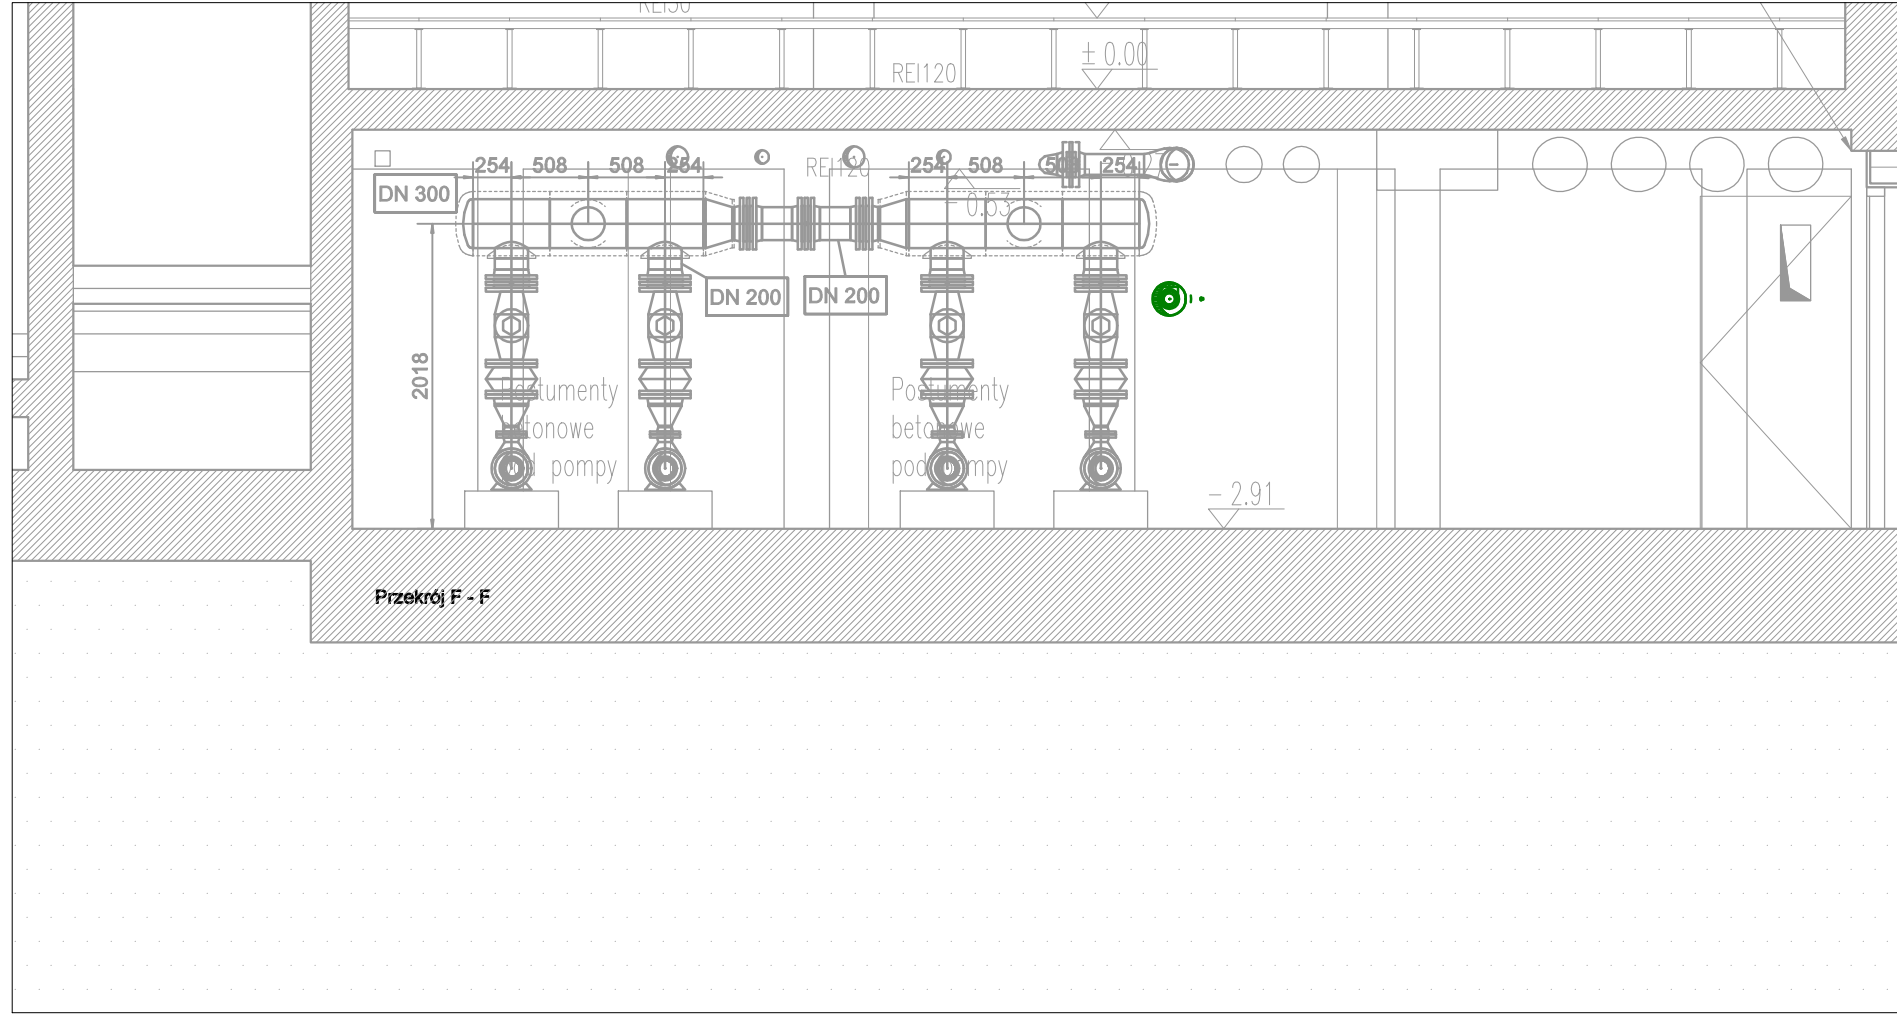 REI30
± 0.00
REI120
254 508 508 254
REI120
254 508 508 254
DN 300
- 0.53
DN 200
DN 200
2018
Postumenty
betonowe
pod pompy
Postumenty
betonowe
pod pompy
- 2.91
Przekrój F - F